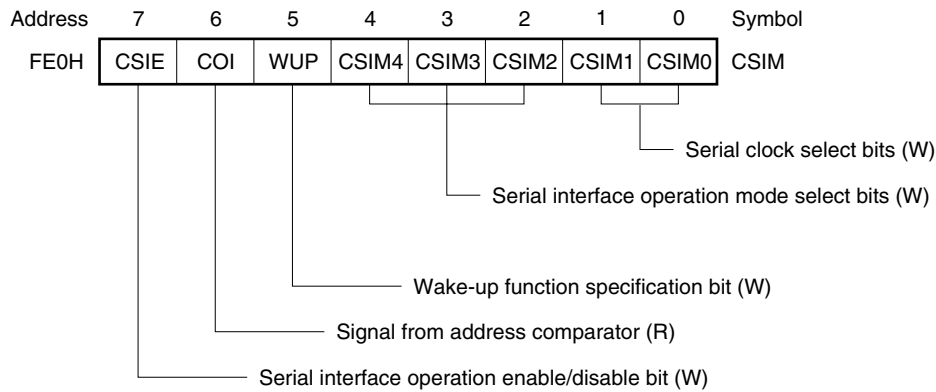 Address 7 6 5 4 3 2 1 0 Symbol
FE0H CSIE COI WUP CSIM4 CSIM3 CSIM2 CSIM1 CSIM0 CSIM
Serial clock select bits (W)
Serial interface operation mode select bits (W)
Wake-up function specification bit (W)
Signal from address comparator (R)
Serial interface operation enable/disable bit (W)